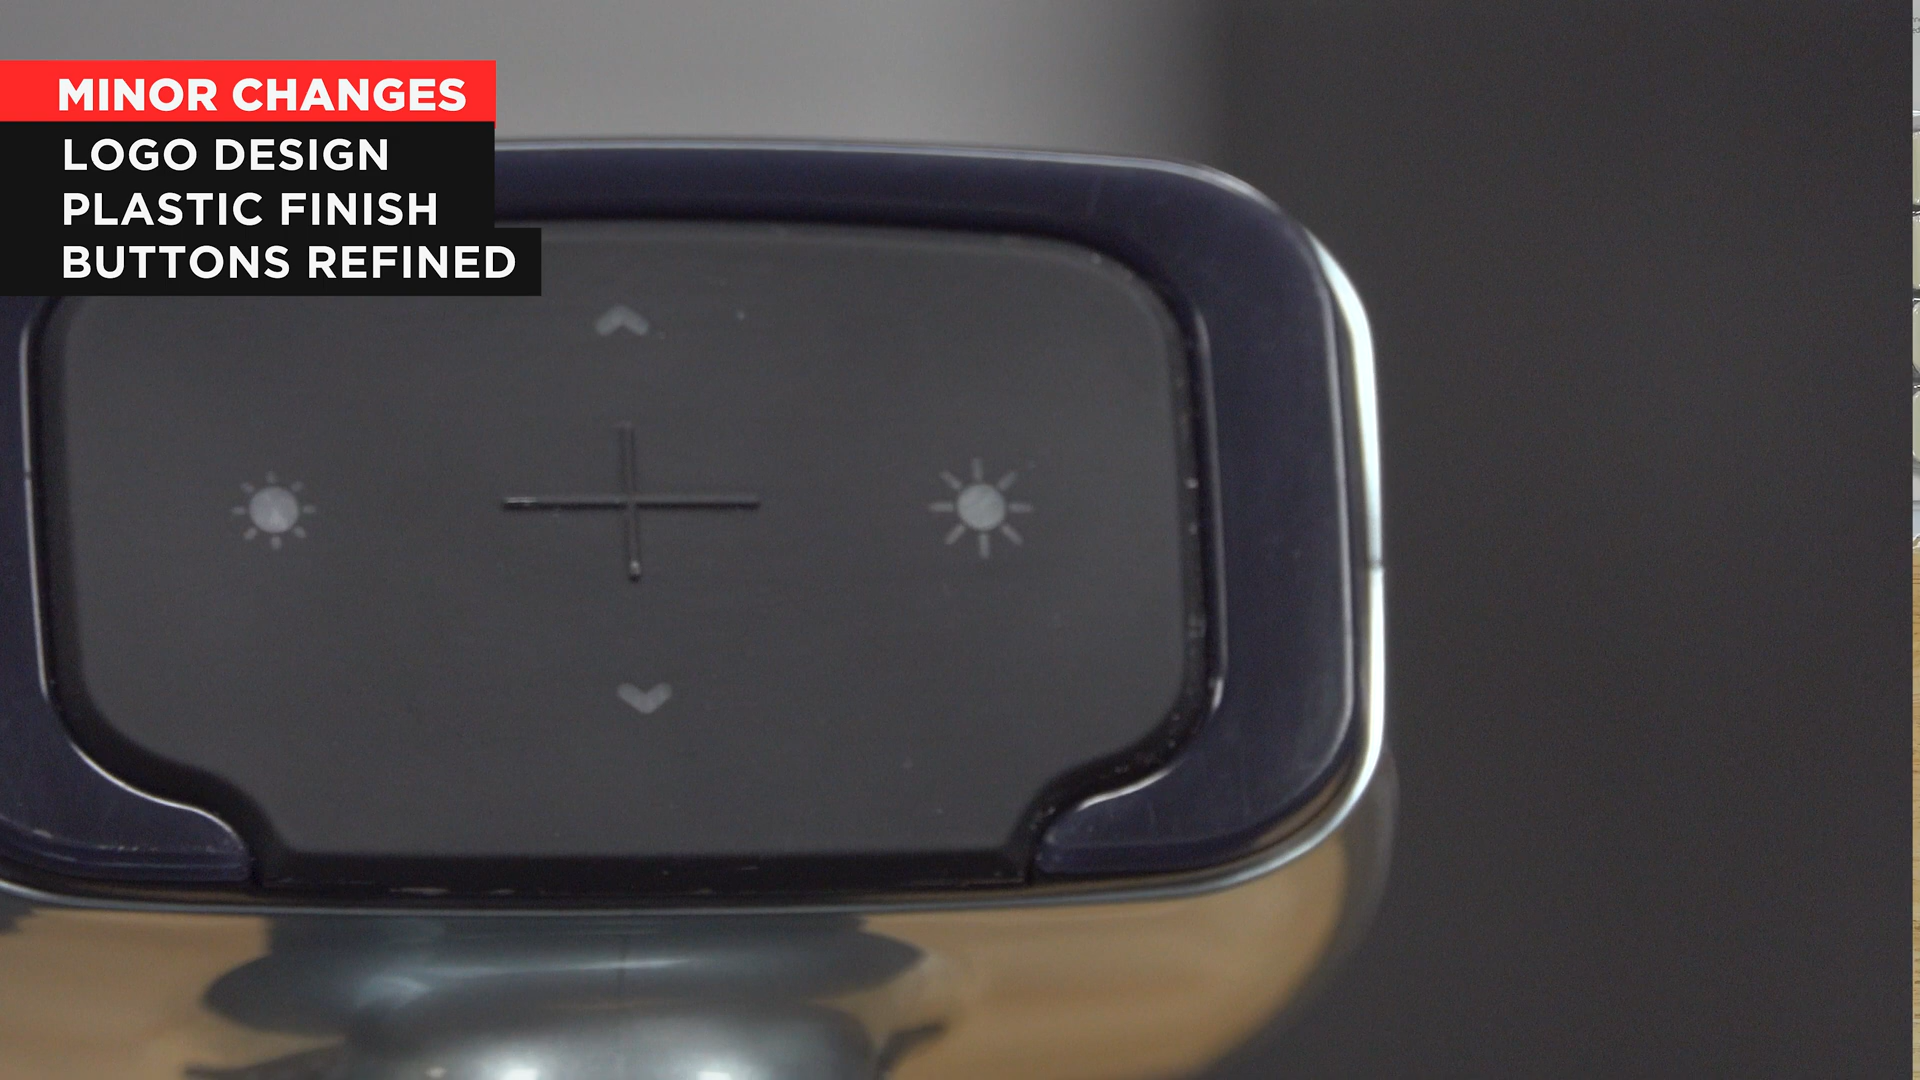 MINOR CHANGES
LOGO DESIGN
PLASTIC FINISH
BUTTONS REFINED